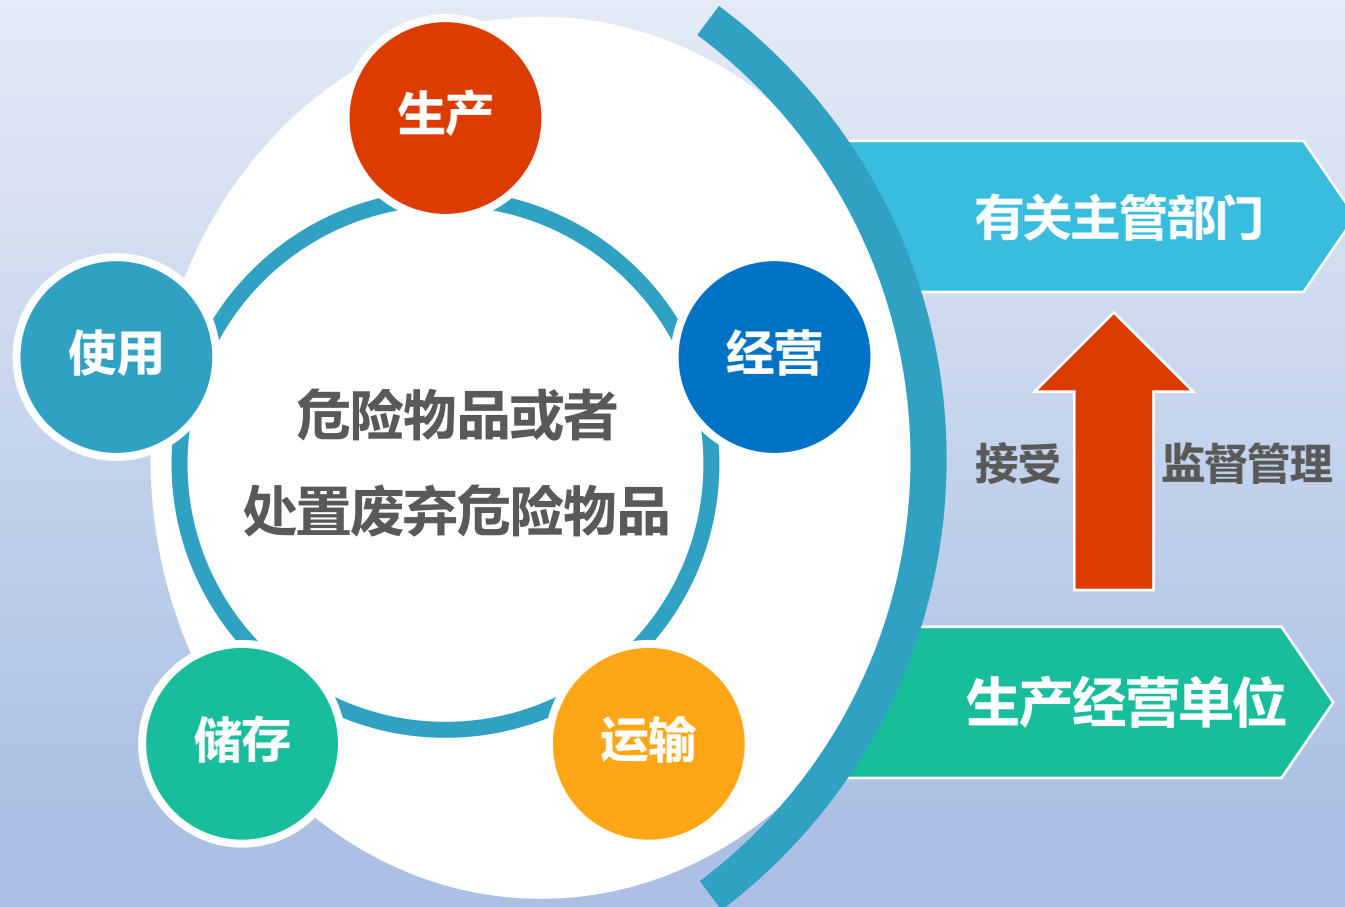 生产
使用
经营
危险物品或者
处置废弃危险物品
储存
运输
有关主管部门
接受
监督管理
生产经营单位